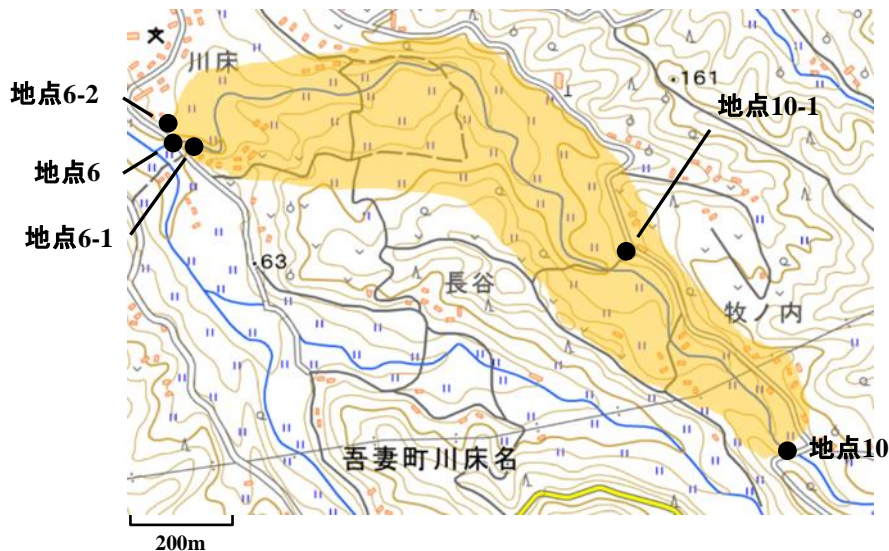 川床
地点6-2
・161
地点10-1
地点6
地点6-1
・63
長谷
牧ノ内
吾妻町川床名
地点10
200m